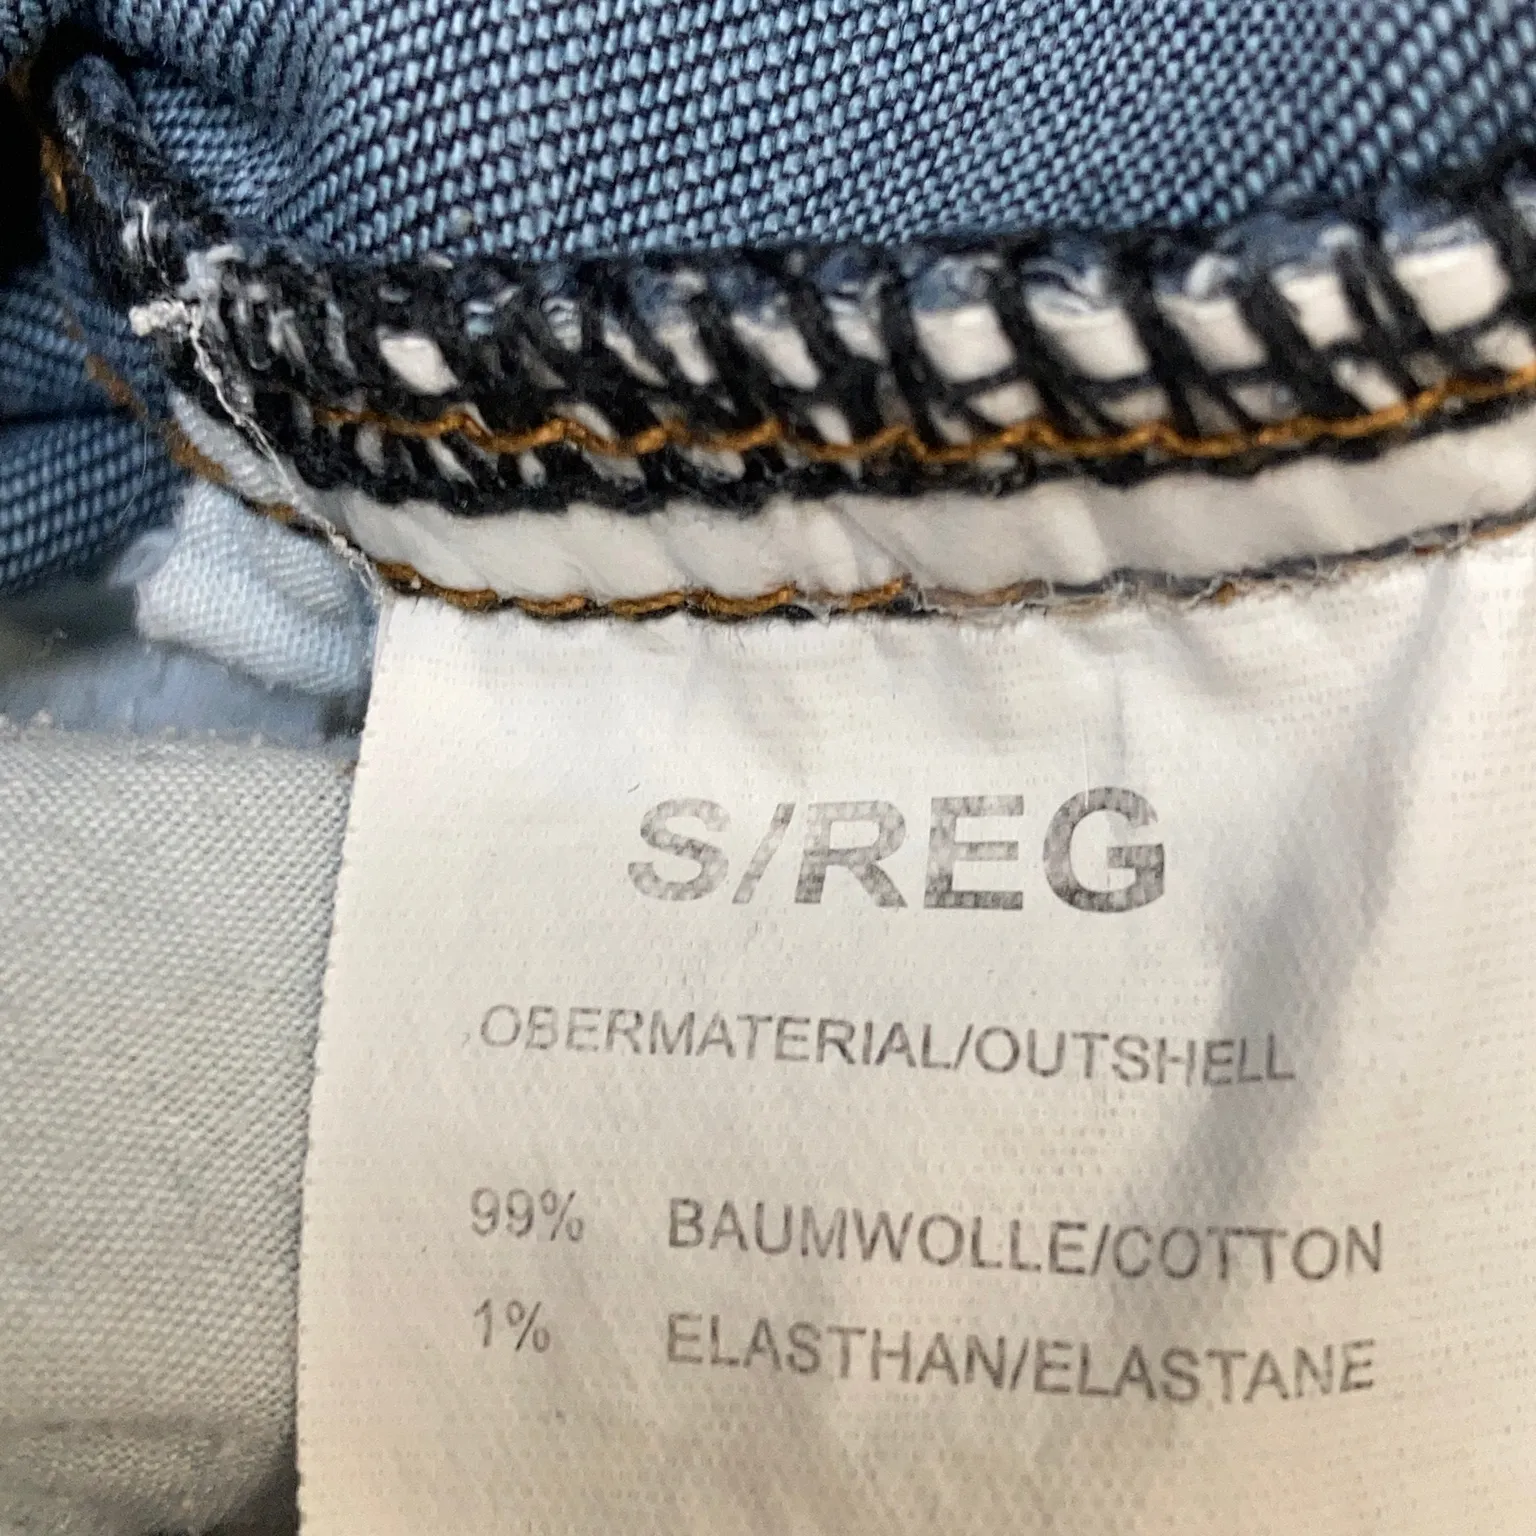 S/REG
OBERMATERIAL/OUTSHELL
99% BAUMWOLLE/COTTON
1% ELASTHAN/ELASTANE